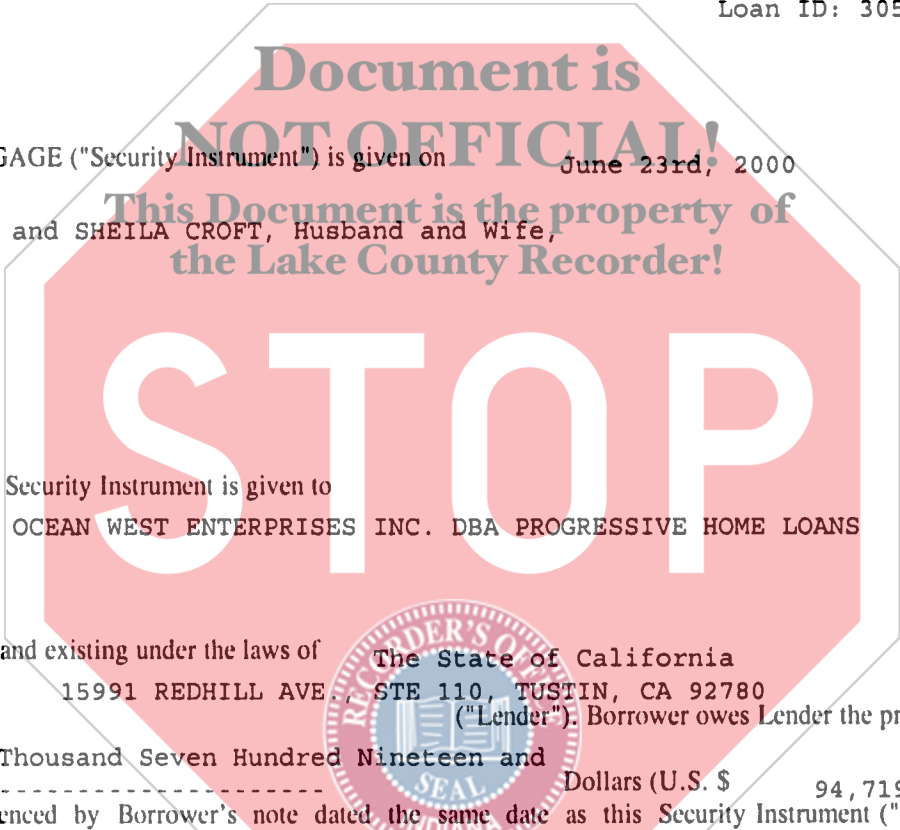 Loan ID: 305
Document is
NOT OFFICIAL!
GAGE ("Security Instrument") is given on June 23rd, 2000
This Document is the property of
and SHEILA CROFT, Husband and Wife,
the Lake County Recorder!
STOP
Security Instrument is given to
OCEAN WEST ENTERPRISES INC. DBA PROGRESSIVE HOME LOANS
and existing under the laws of The State of California
15991 REDHILL AVE., STE 110, TUSTIN, CA 92780
("Lender"). Borrower owes Lender the pr
Thousand Seven Hundred Nineteen and
---------------------- Dollars (U.S. $ 94,719
enced by Borrower's note dated the same date as this Security Instrument ("
RECORDER'S OFFICE
SEAL
INDIANA